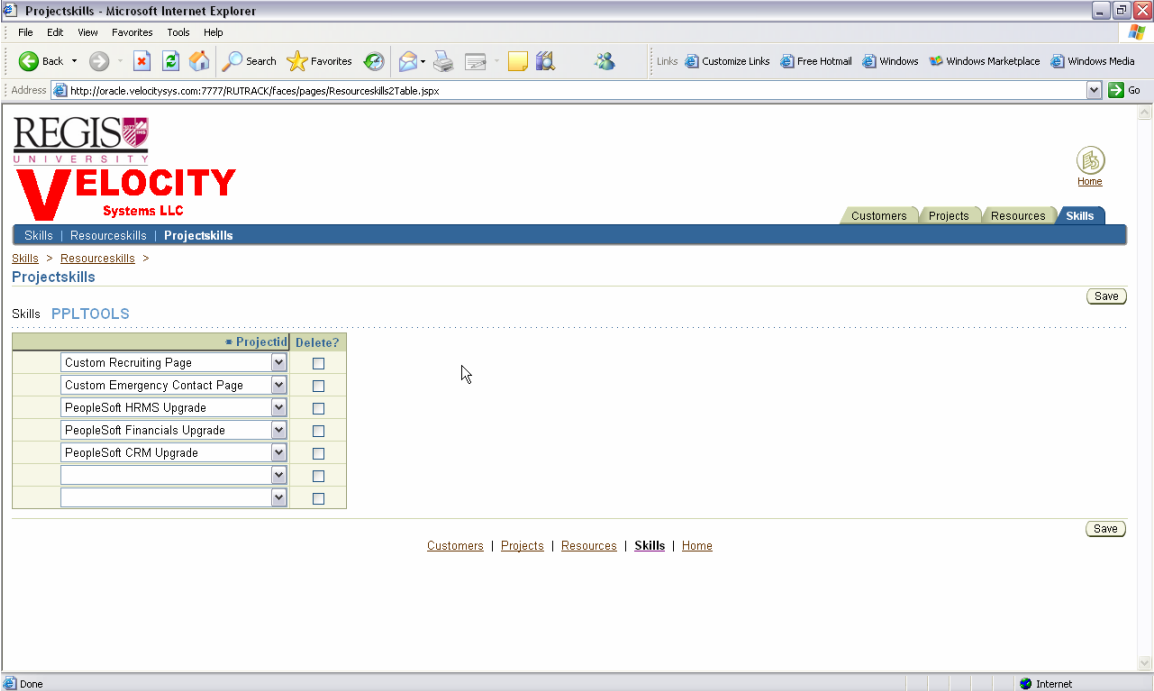 Projectskills - Microsoft Internet Explorer
File Edit View Favorites Tools Help
Back Search Favorites Links Customize Links Free Hotmail Windows Windows Marketplace Windows Media
Address http://oracle.velocitysys.com:7777/RUTRACK/faces/pages/Resourceskills2Table.jspx Go
REGIS
UNIVERSITY
VELOCITY
Systems LLC
Home
Customers Projects Resources Skills
Skills | Resourceskills | Projectskills
Skills > Resourceskills >
Projectskills
Save
Skills PPLTOOLS
Projectid Delete?
Custom Recruiting Page
Custom Emergency Contact Page
PeopleSoft HRMS Upgrade
PeopleSoft Financials Upgrade
PeopleSoft CRM Upgrade
Save
Customers | Projects | Resources | Skills | Home
Done Internet